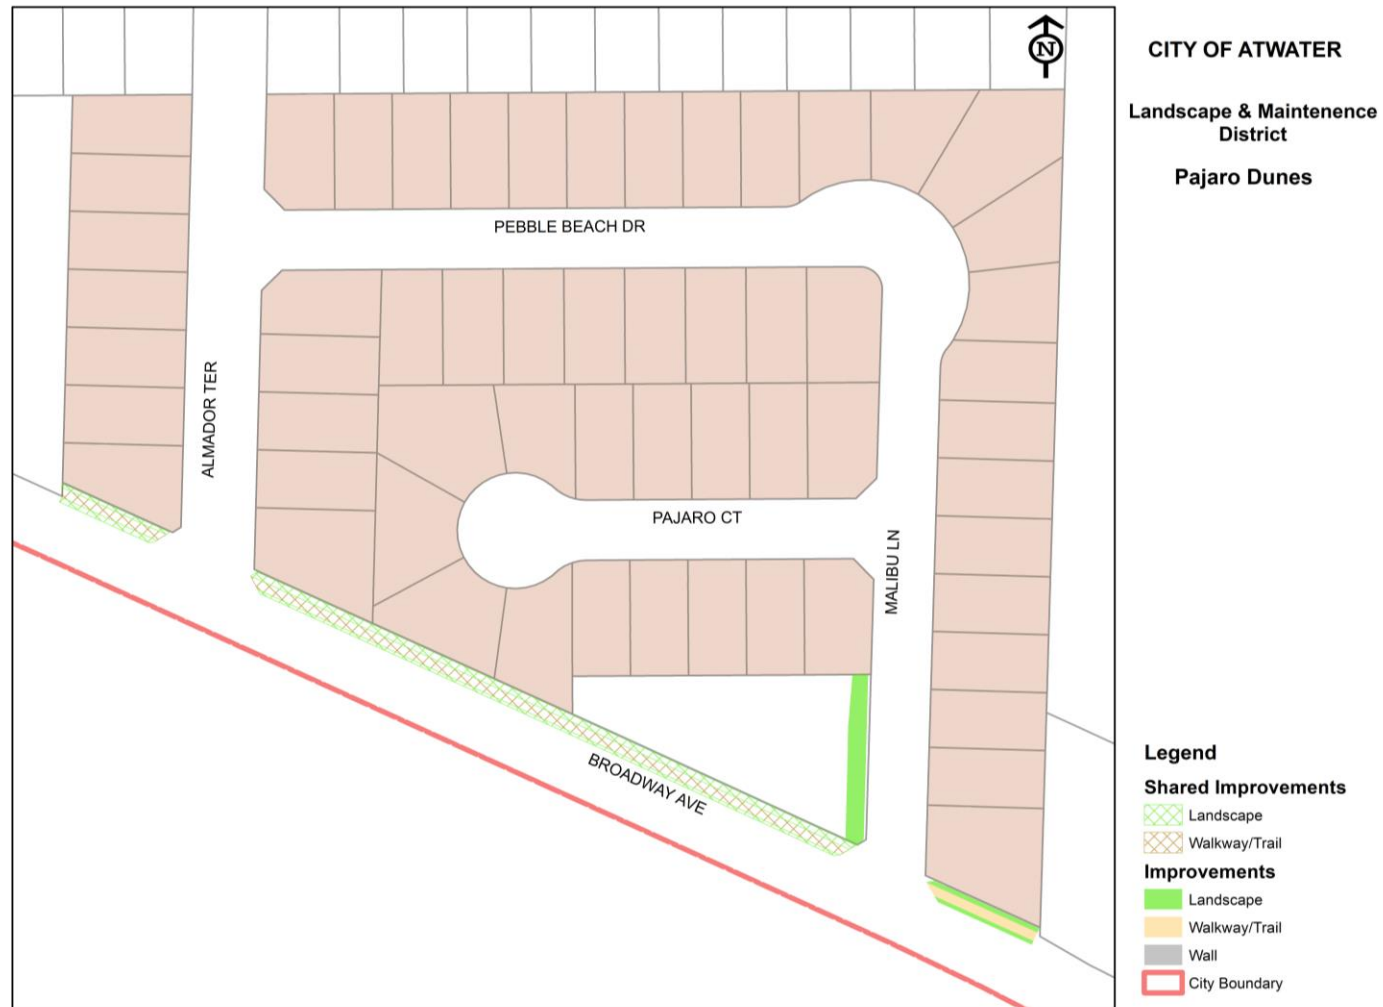 N
CITY OF ATWATER
Landscape & Maintenence
District
Pajaro Dunes
PEBBLE BEACH DR
ALMADOR TER
PAJARO CT
MALIBU LN
BROADWAY AVE
Legend
Shared Improvements
Landscape
Walkway/Trail
Improvements
Landscape
Walkway/Trail
Wall
City Boundary